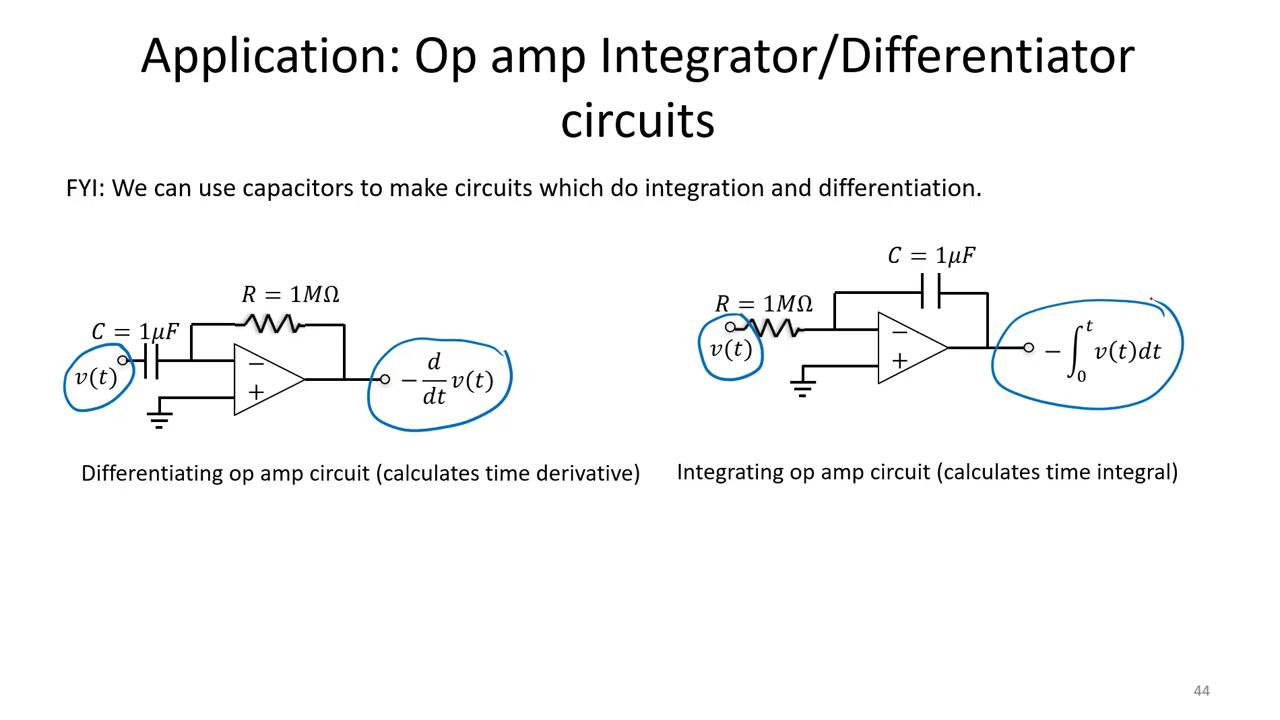 Application: Op amp Integrator/Differentiator
circuits
FYI: We can use capacitors to make circuits which do integration and differentiation.
R = 1MΩ
C = 1μF
v(t)
−
+
− d/dt v(t)
Differentiating op amp circuit (calculates time derivative)
C = 1μF
R = 1MΩ
v(t)
−
+
− ∫₀ᵗ v(t)dt
Integrating op amp circuit (calculates time integral)
44